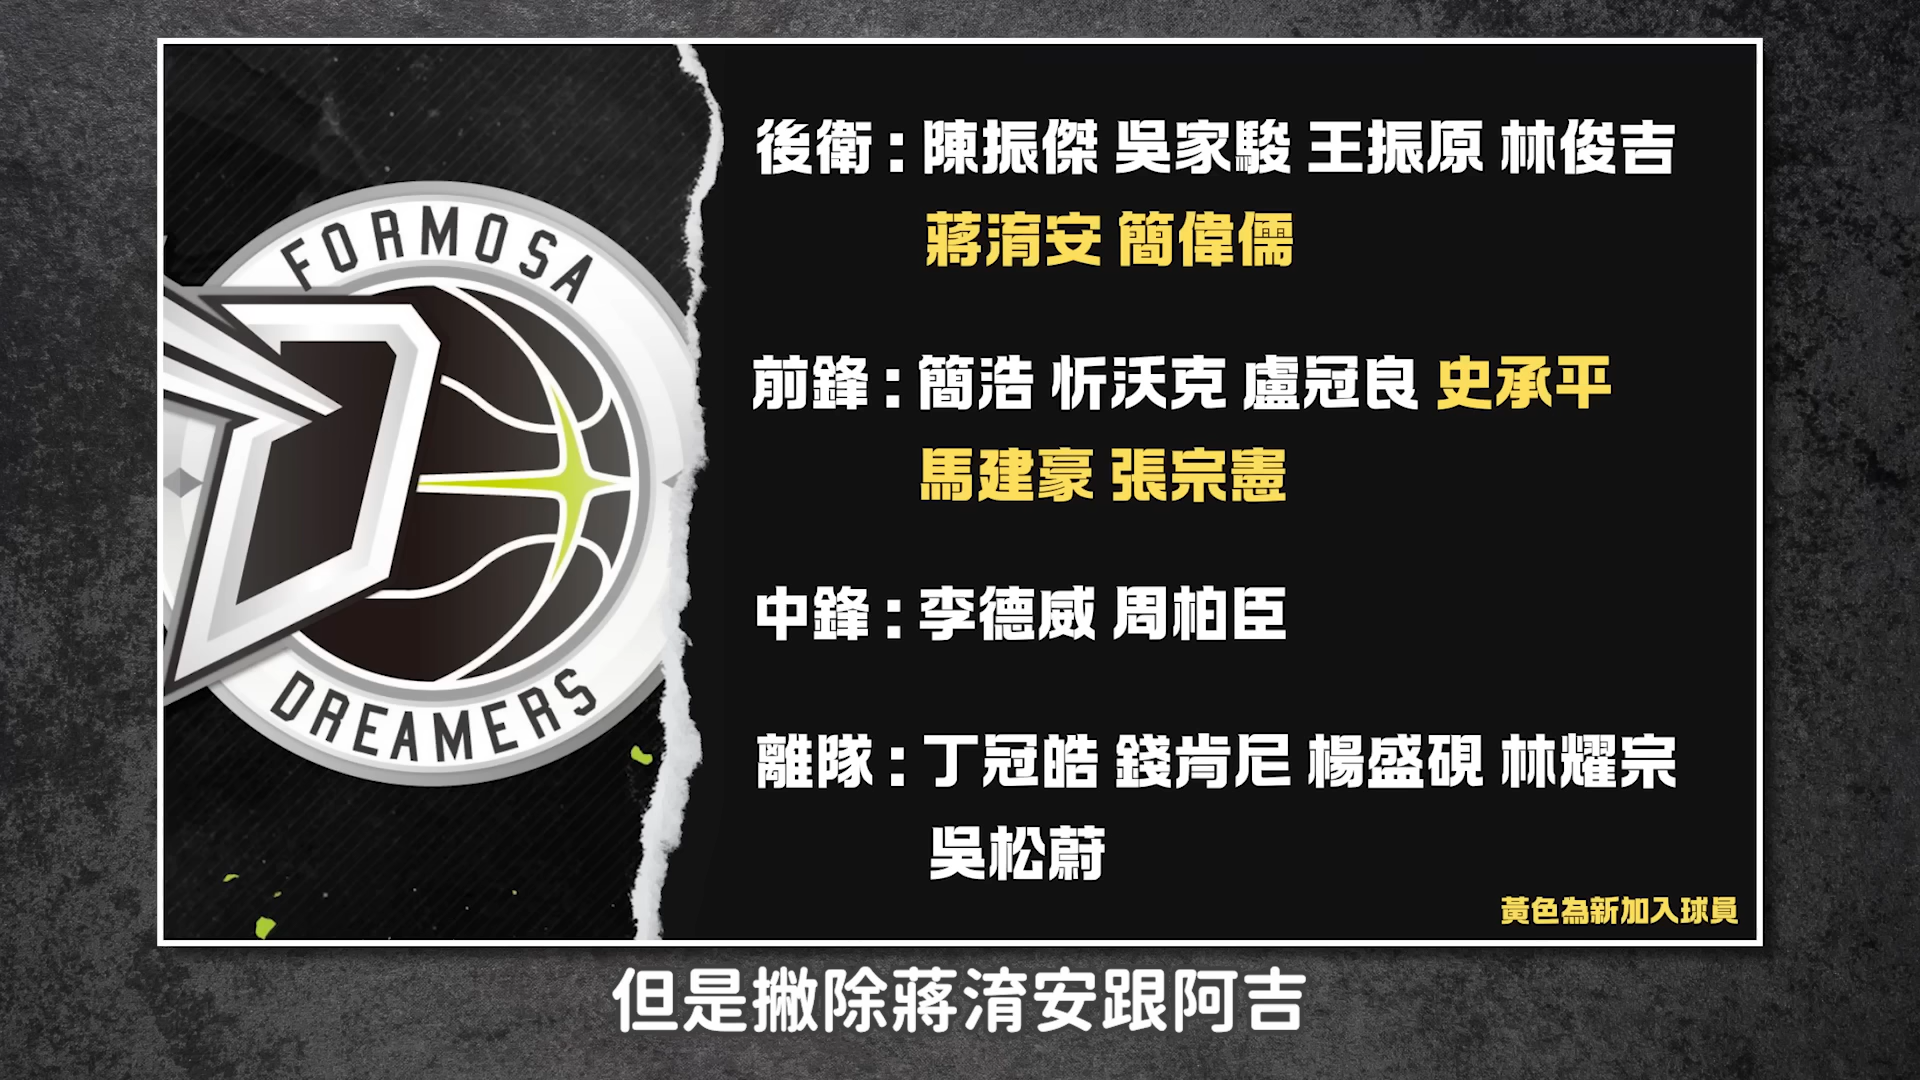 FORMOSA
DREAMERS
後衛：陳振傑 吳家駿 王振原 林俊吉
蔣淯安 簡偉儒
前鋒：簡浩 忻沃克 盧冠良 史承平
馬建豪 張宗憲
中鋒：李德威 周柏臣
離隊：丁冠皓 錢肯尼 楊盛硯 林耀宗
吳松蔚
黃色為新加入球員
但是撇除蔣淯安跟阿吉